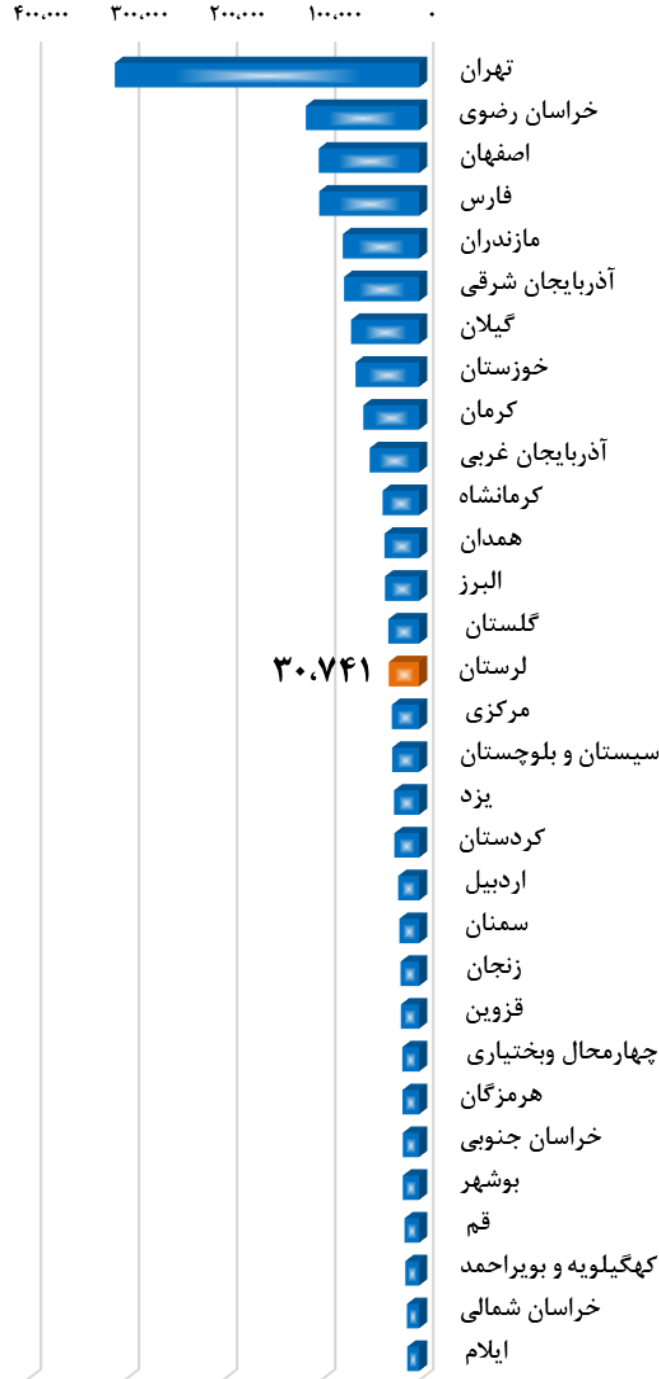 ۰ ۱۰۰،۰۰۰ ۲۰۰،۰۰۰ ۳۰۰،۰۰۰ ۴۰۰،۰۰۰
تهران
خراسان رضوی
اصفهان
فارس
مازندران
آذربایجان شرقی
گیلان
خوزستان
کرمان
آذربایجان غربی
کرمانشاه
همدان
البرز
گلستان
لرستان ۳۰،۷۴۱
مرکزی
سیستان و بلوچستان
یزد
کردستان
اردبیل
سمنان
زنجان
قزوین
چهارمحال وبختیاری
هرمزگان
خراسان جنوبی
بوشهر
قم
کهگیلویه و بویراحمد
خراسان شمالی
ایلام